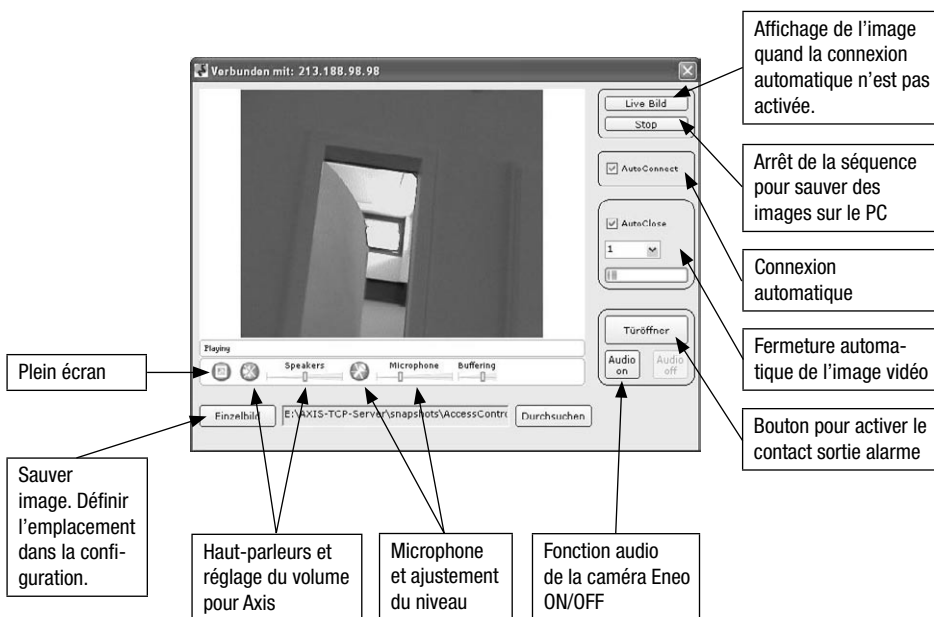 Affichage de l'image
quand la connexion
automatique n'est pas
activée.
Verbunden mit: 213.188.98.98
Live Bild
Stop
Arrêt de la séquence
pour sauver des
images sur le PC
AutoConnect
AutoClose
1
Connexion
automatique
Türöffner
Fermeture automa-
tique de l'image vidéo
Playing
Audio
on
Audio
off
Plein écran
Speakers
Microphone
Buffering
Bouton pour activer le
contact sortie alarme
Einzelbild
E:\AXIS-TCP-Server\snapshots\AccessContr
Durchsuchen
Sauver
image. Définir
l'emplacement
dans la confi-
guration.
Haut-parleurs et
réglage du volume
pour Axis
Microphone
et ajustement
du niveau
Fonction audio
de la caméra Eneo
ON/OFF